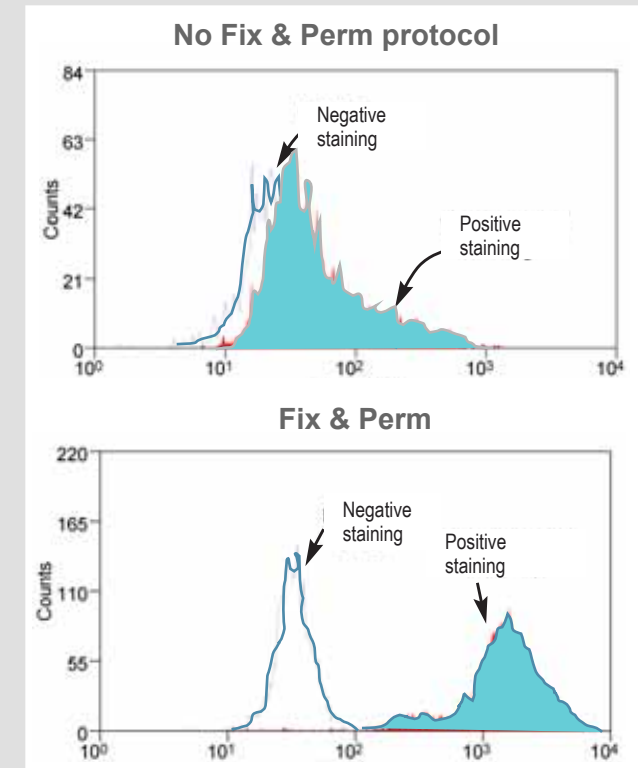 No Fix & Perm protocol
84
63
42
21
0
Counts
Negative
staining
Positive
staining
10⁰
10¹
10²
10³
10⁴
Fix & Perm
220
165
110
55
0
Counts
Negative
staining
Positive
staining
10⁰
10¹
10²
10³
10⁴